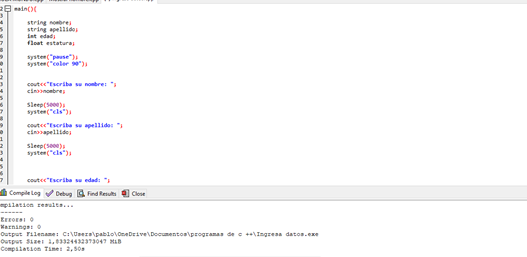 main(){
string nombre;
string apellido;
int edad;
float estatura;
system("pause");
system("color 90");
cout<<"Escriba su nombre: ";
cin>>nombre;
Sleep(5000);
system("cls");
cout<<"Escriba su apellido: ";
cin>>apellido;
Sleep(5000);
system("cls");
cout<<"Escriba su edad: ";
Compile Log Debug Find Results Close
mpilation results...
------
Errors: 0
Warnings: 0
Output Filename: C:\Users\pablo\OneDrive\Documentos\programas de c ++\Ingresa datos.exe
Output Size: 1,83324432373047 MiB
Compilation Time: 2,50s